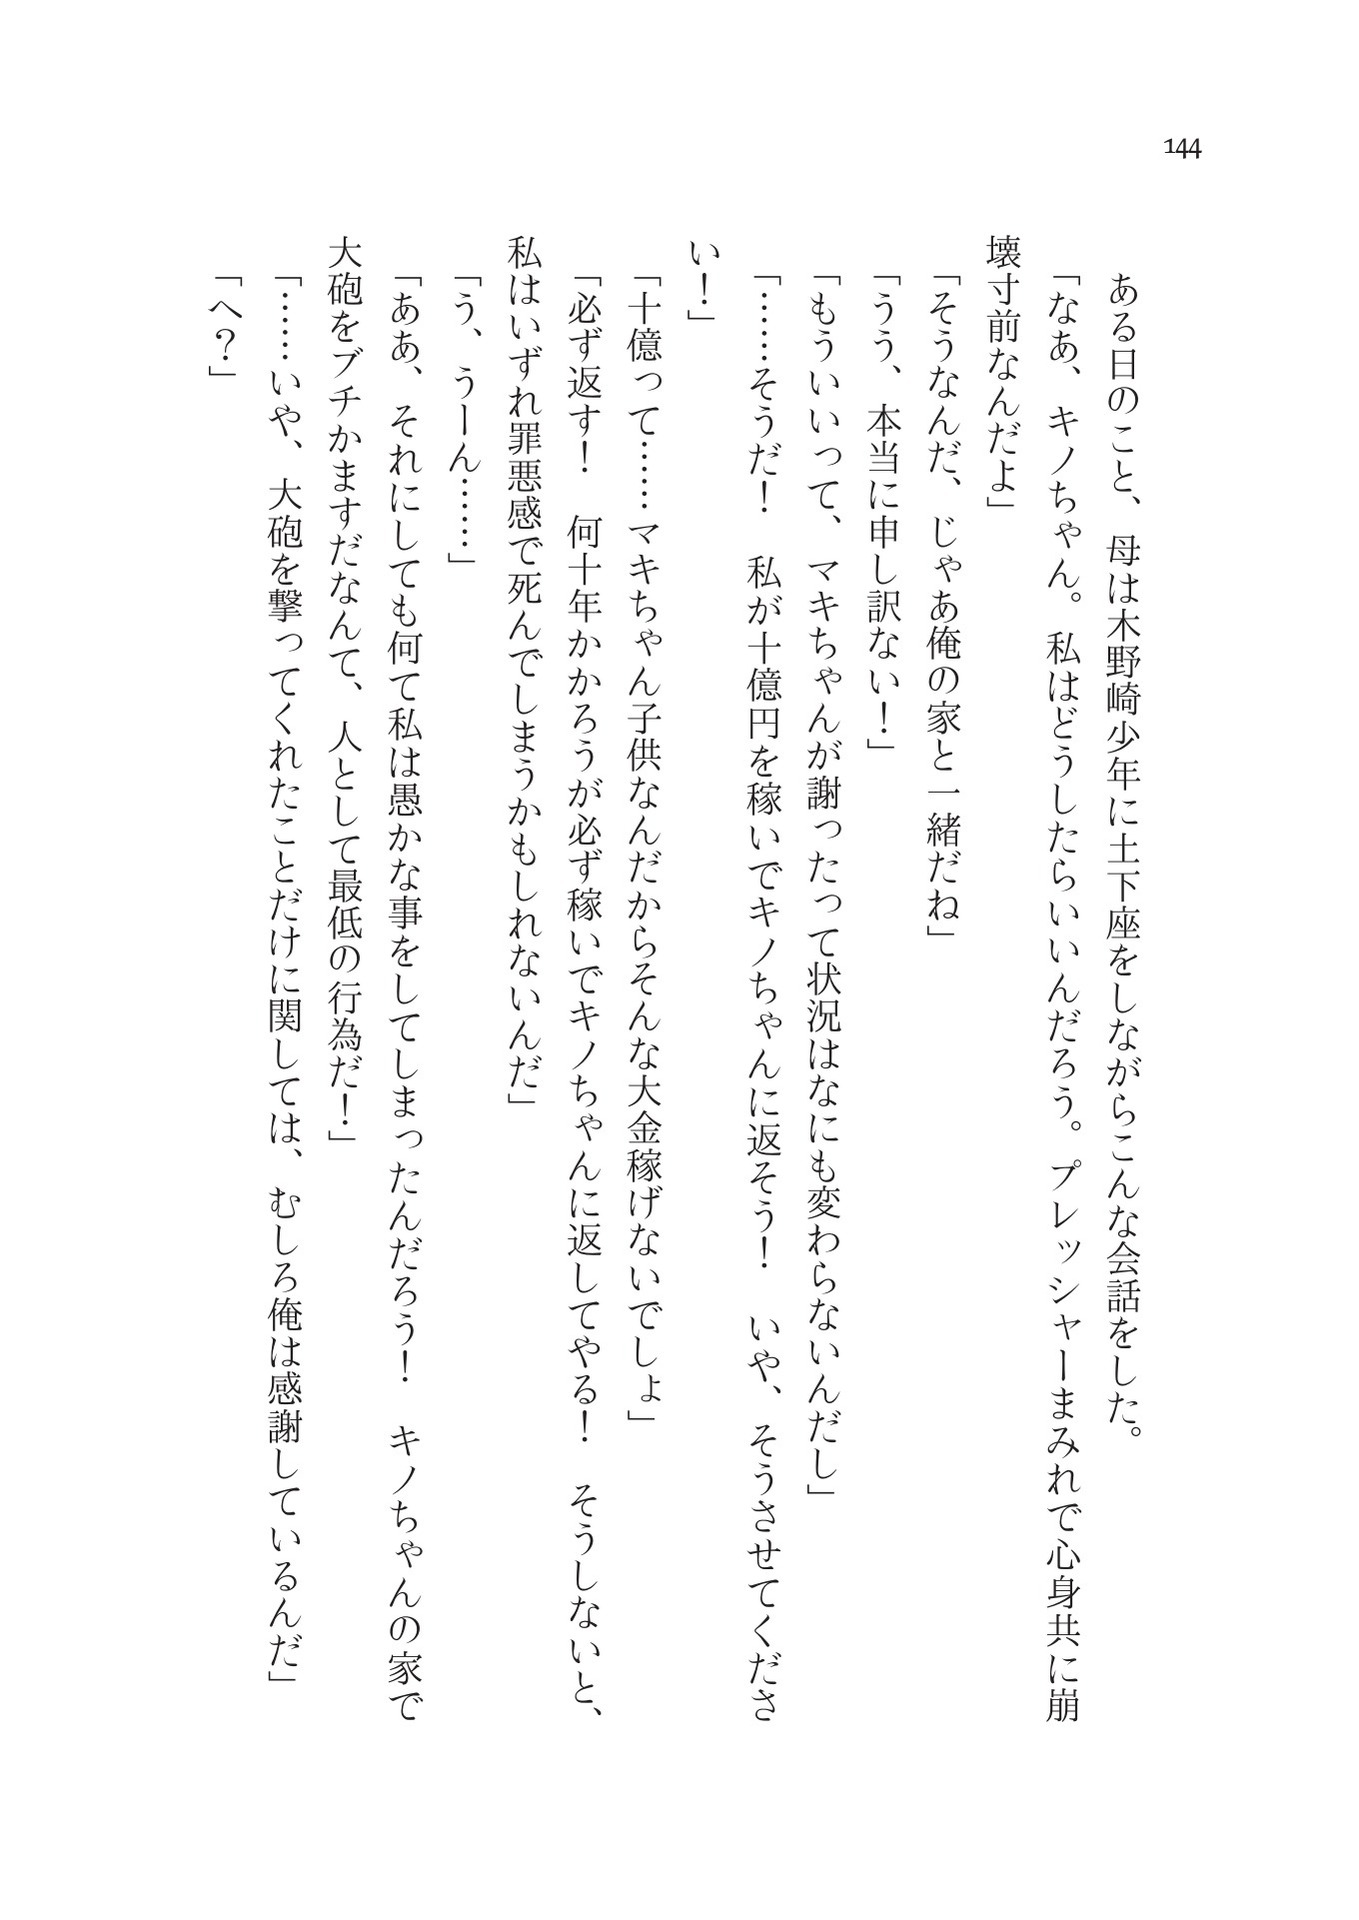 144
ある日のこと、母は木野崎少年に土下座をしながらこんな会話をした。
「なあ、キノちゃん。私はどうしたらいいんだろう。プレッシャーまみれで心身共に崩
壊寸前なんだよ」
「そうなんだ、じゃあ俺の家と一緒だね」
「うう、本当に申し訳ない！」
「もういいって、マキちゃんが謝ったって状況はなにも変わらないんだし」
「……そうだ！　私が十億円を稼いでキノちゃんに返そう！　いや、そうさせてくださ
い！」
「十億って……マキちゃん子供なんだからそんな大金稼げないでしょ」
「必ず返す！　何十年かかろうが必ず稼いでキノちゃんに返してやる！　そうしないと、
私はいずれ罪悪感で死んでしまうかもしれないんだ」
「う、うーん……」
「ああ、それにしても何て私は愚かな事をしてしまったんだろう！　キノちゃんの家で
大砲をブチかますだなんて、人として最低の行為だ！」
「……いや、大砲を撃ってくれたことだけに関しては、むしろ俺は感謝しているんだ」
「へ？」